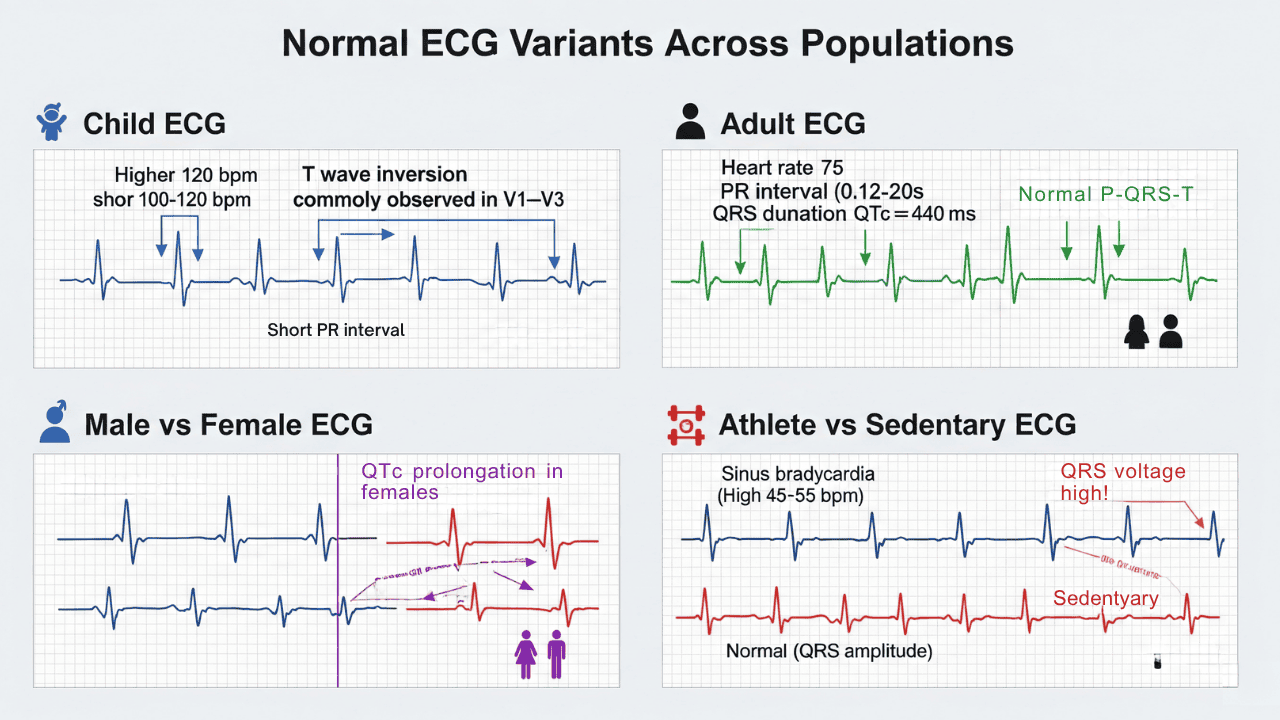 Normal ECG Variants Across Populations
Child ECG
Higher 120 bpm
shor 100-120 bpm
T wave inversion
commoly observed in V1–V3
Short PR interval
Adult ECG
Heart rate 75
PR interval (0.12-20s
QRS dunation QTc = 440 ms
Normal P-QRS-T
Male vs Female ECG
QTc prolongation in
females
Athlete vs Sedentary ECG
Sinus bradycardia
(High 45-55 bpm)
QRS voltage
high!
Sedentyary
Normal (QRS amplitude)